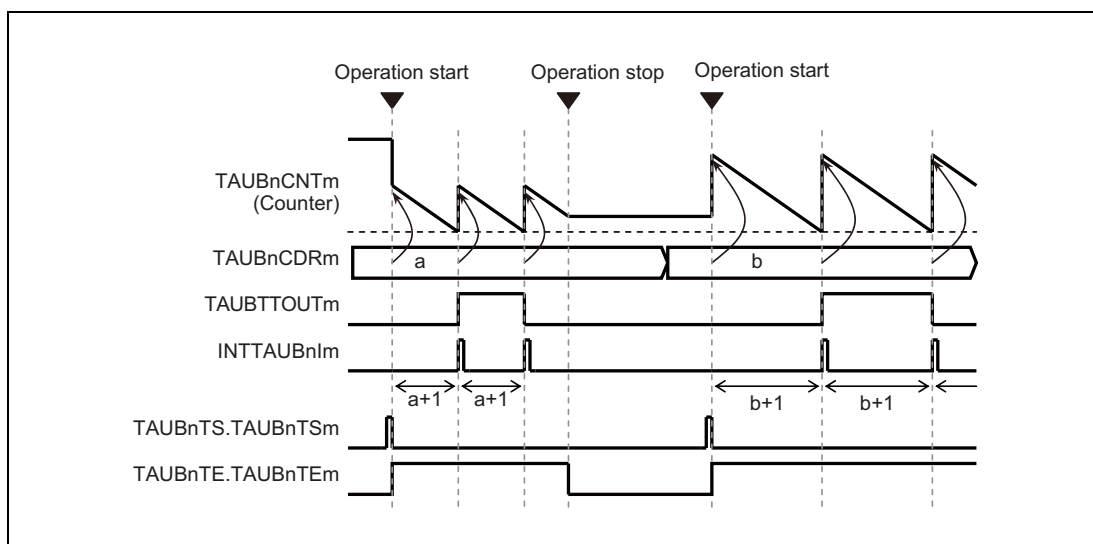 Operation start
Operation stop
Operation start
TAUBnCNTm
(Counter)
TAUBnCDRm
a
b
TAUBTTOUTm
INTTAUBnIm
a+1
a+1
b+1
b+1
TAUBnTS.TAUBnTSm
TAUBnTE.TAUBnTEm